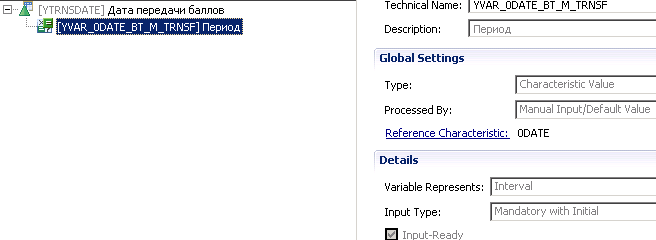 [YTRNSDATE] Дата передачи баллов
[YVAR_0DATE_BT_M_TRNSF] Период
Technical Name: YVAR_0DATE_BT_M_TRNSF
Description: Период
Global Settings
Type: Characteristic Value
Processed By: Manual Input/Default Value
Reference Characteristic: 0DATE
Details
Variable Represents: Interval
Input Type: Mandatory with Initial
Input-Ready